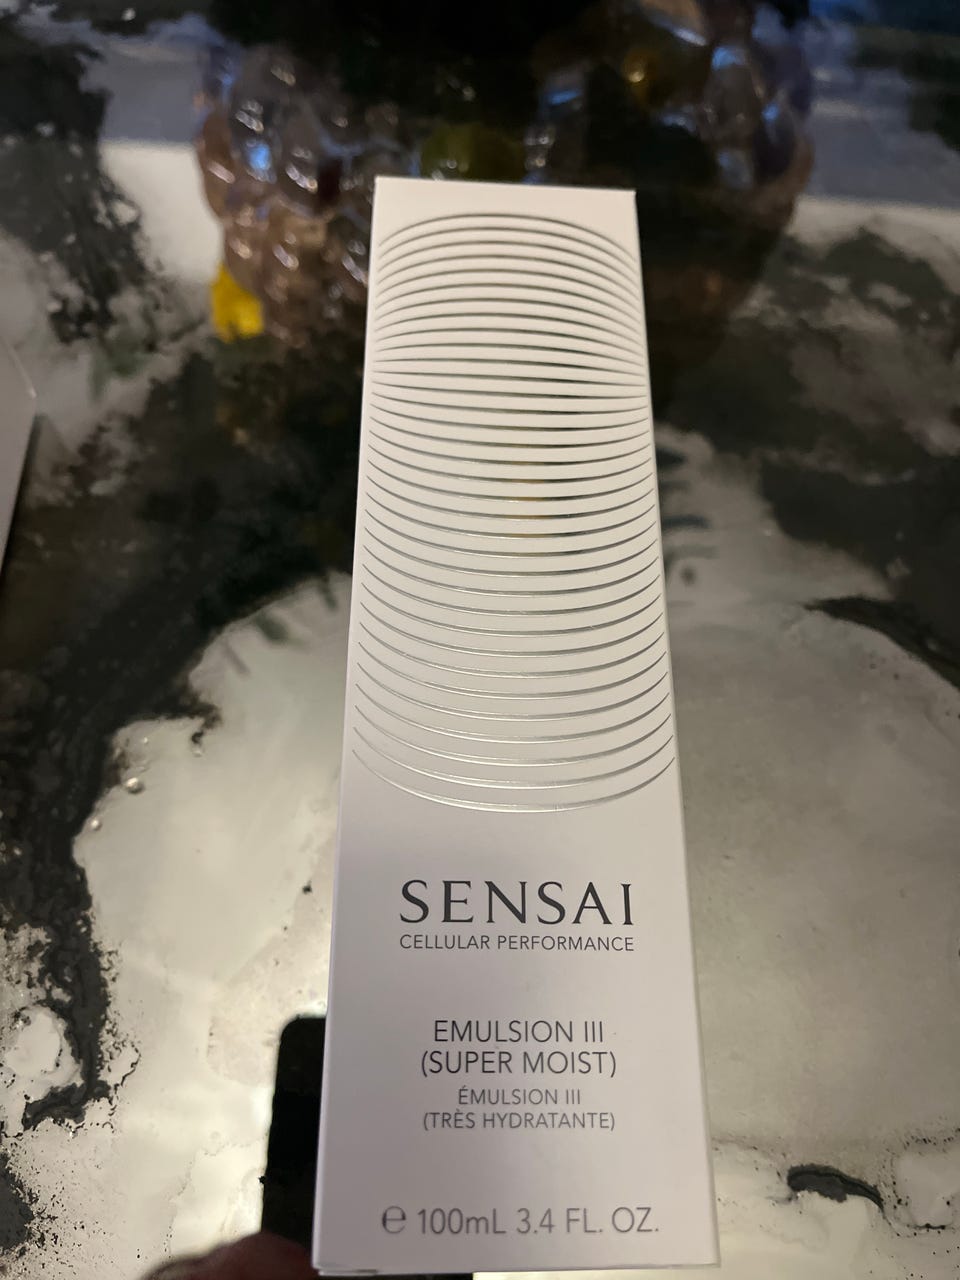 SENSAI
CELLULAR PERFORMANCE
EMULSION III
(SUPER MOIST)
ÉMULSION III
(TRÈS HYDRATANTE)
℮ 100mL 3.4 FL. OZ.